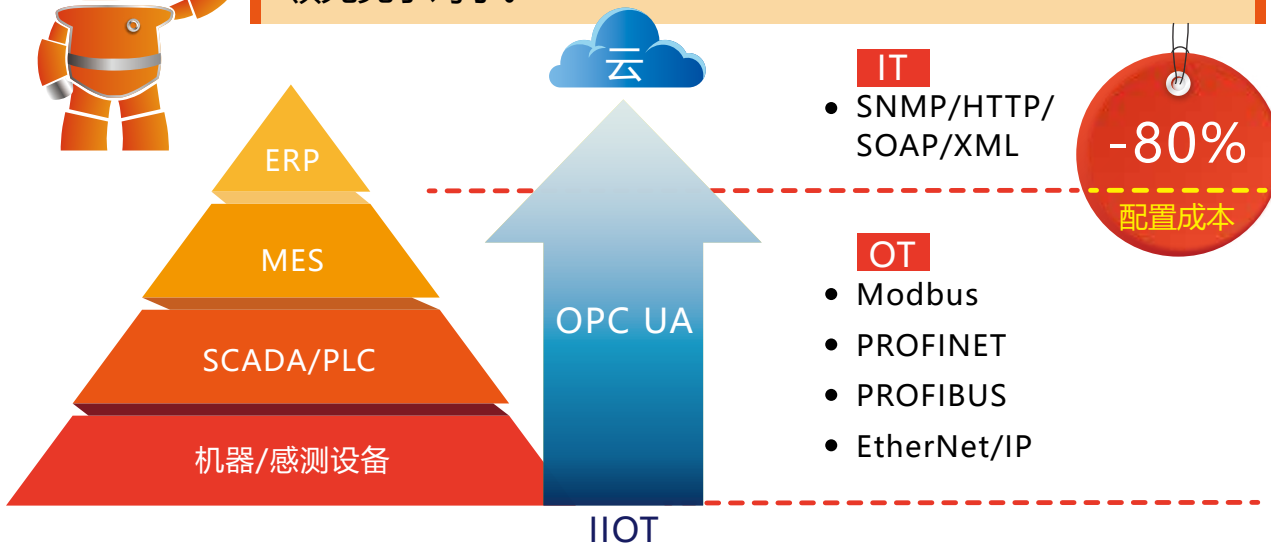 云
IT
• SNMP/HTTP/
SOAP/XML
-80%
配置成本
ERP
MES
SCADA/PLC
机器/感测设备
OPC UA
IIOT
OT
• Modbus
• PROFINET
• PROFIBUS
• EtherNet/IP